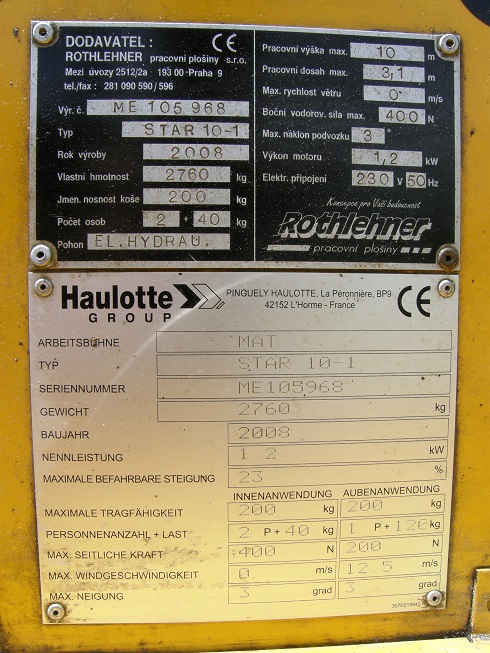 DODAVATEL :
ROTHLEHNER pracovní plošiny s.r.o.
Mezi úvozy 2512/2a 193 00 - Praha 9
tel./fax : 281 090 590 / 596
CE
Výr. č. ME 105 968
Typ STAR 10-1
Rok výroby 2008
Vlastní hmotnost 2760 kg
Jmen. nosnost koše 200 kg
Počet osob 2 + 40 kg
Pohon EL. HYDRAU.
Pracovní výška max. 10 m
Pracovní dosah max. 3,1 m
Max. rychlost větru 0 m/s
Boční vodorov. síla max. 400 N
Max. náklon podvozku 3 °
Výkon motoru 1,2 kW
Elektr. připojení 230 V 50 Hz
Koncepce pro Vaši budoucnost
Rothlehner
pracovní plošiny
Haulotte
GROUP
PINGUELY HAULOTTE, La Péronnière, BP9
42152 L'Horme - France
CE
ARBEITSBÜHNE MAT
TYP STAR 10-1
SERIENNUMMER ME105968
GEWICHT 2760 kg
BAUJAHR 2008
NENNLEISTUNG 1 2 kW
MAXIMALE BEFAHRBARE STEIGUNG 23 %
INNENANWENDUNG AUßENANWENDUNG
MAXIMALE TRAGFÄHIGKEIT 200 kg 200 kg
PERSONNENANZAHL + LAST 2 P + 40 kg 1 P + 120 kg
MAX. SEITLICHE KRAFT 400 N 200 N
MAX. WINDGESCHWINDIGKEIT 0 m/s 12 5 m/s
MAX. NEIGUNG 3 grad 3 grad